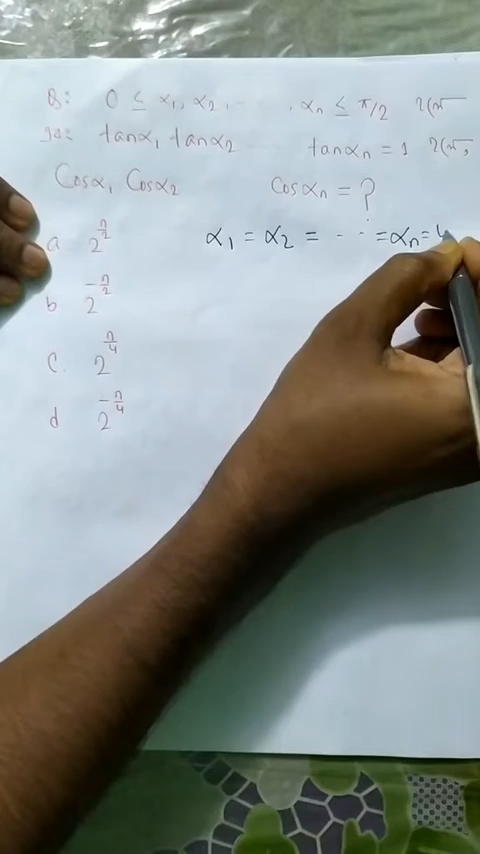 0 ≤ α₁, α₂, . . , αₙ ≤ π/2
tanα₁ tanα₂ tanαₙ = 1
Cosα₁ Cosα₂ cosαₙ = ?
α₁ = α₂ = - .. = αₙ =
a 2^(n/2)
b 2^(-n/2)
C. 2^(n/4)
d 2^(-n/4)